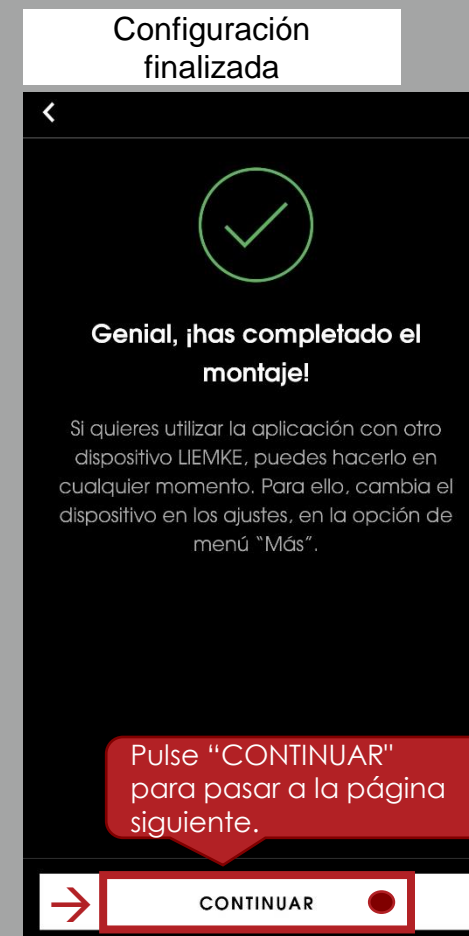 Configuración
finalizada
Genial, ¡has completado el
montaje!
Si quieres utilizar la aplicación con otro
dispositivo LIEMKE, puedes hacerlo en
cualquier momento. Para ello, cambia el
dispositivo en los ajustes, en la opción de
menú “Más”.
Pulse “CONTINUAR"
para pasar a la página
siguiente.
CONTINUAR